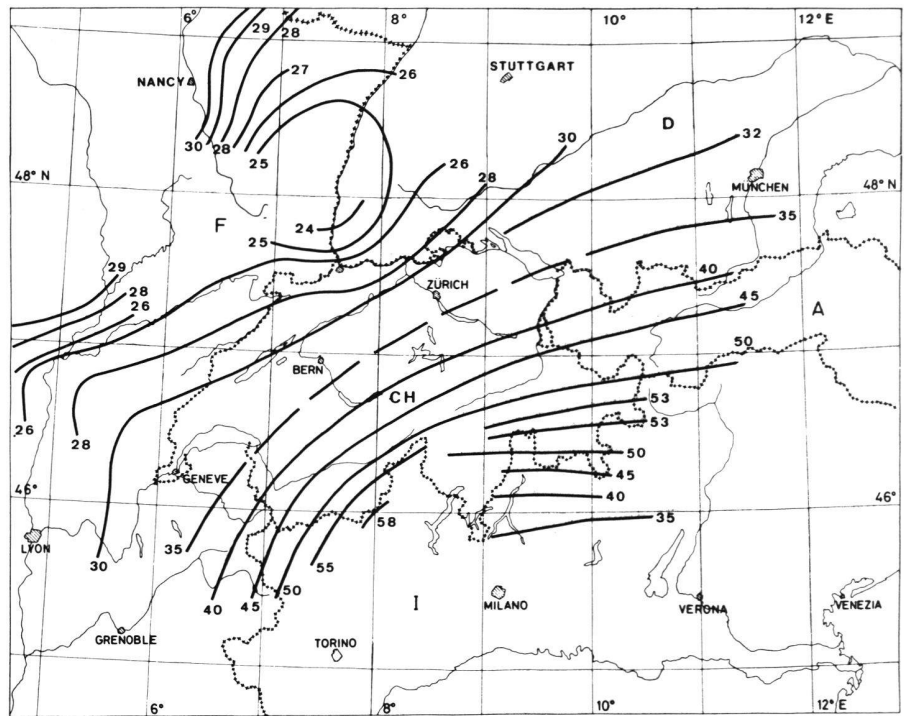 6°
8°
10°
12°E
29
28
27
26
NANCY
STUTTGART
30
28
25
D
30
32
26
28
MÜNCHEN
48° N
48° N
24
25
F
35
29
28
26
ZÜRICH
40
45
A
BERN
50
CH
53
53
26
28
50
GENEVE
45
46°
40
46°
58
35
LYON
35
55
30
40
45
50
I
MILANO
VERONA
VENEZIA
GRENOBLE
TORINO
6°
8°
10°
12°E